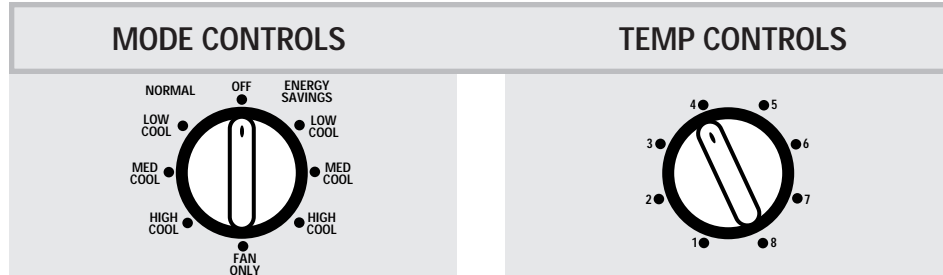 MODE CONTROLS
TEMP CONTROLS
NORMAL
OFF
ENERGY
SAVINGS
LOW
COOL
LOW
COOL
MED
COOL
MED
COOL
HIGH
COOL
HIGH
COOL
FAN
ONLY
4
5
3
6
2
7
1
8